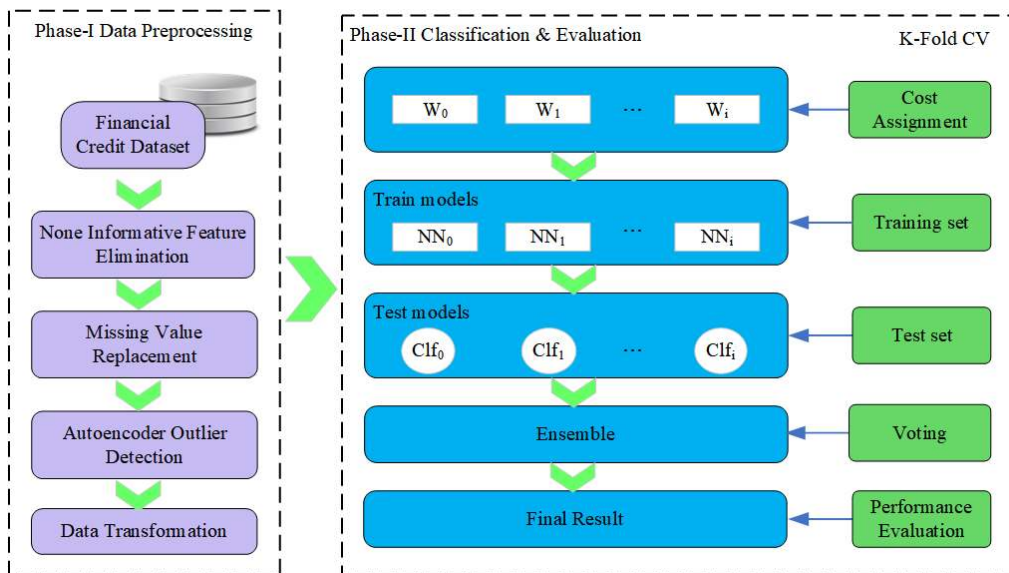 Phase-I Data Preprocessing
Financial
Credit Dataset
None Informative Feature
Elimination
Missing Value
Replacement
Autoencoder Outlier
Detection
Data Transformation
Phase-II Classification & Evaluation
K-Fold CV
W0
W1
...
Wi
Cost
Assignment
Train models
NN0
NN1
...
NNi
Training set
Test models
Clf0
Clf1
...
Clfi
Test set
Ensemble
Voting
Final Result
Performance
Evaluation